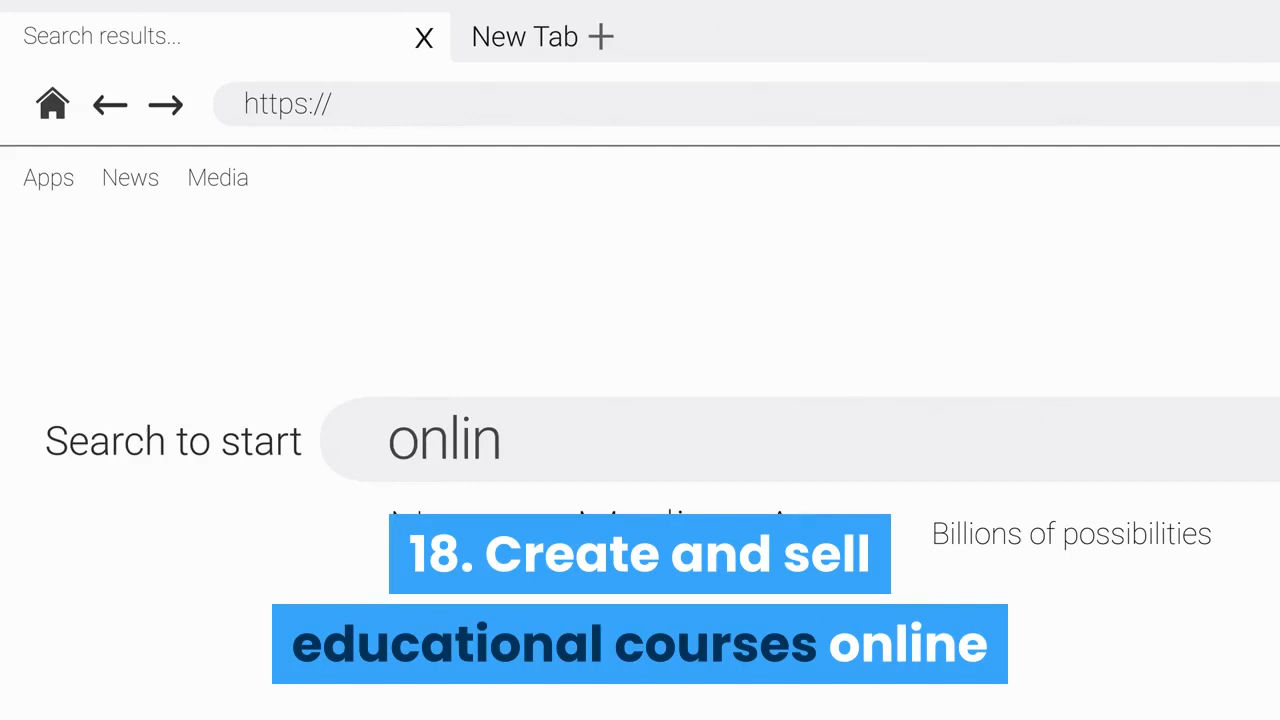 Search results...
X
New Tab +
https://
Apps News Media
Search to start
onlin
Billions of possibilities
18. Create and sell
educational courses online